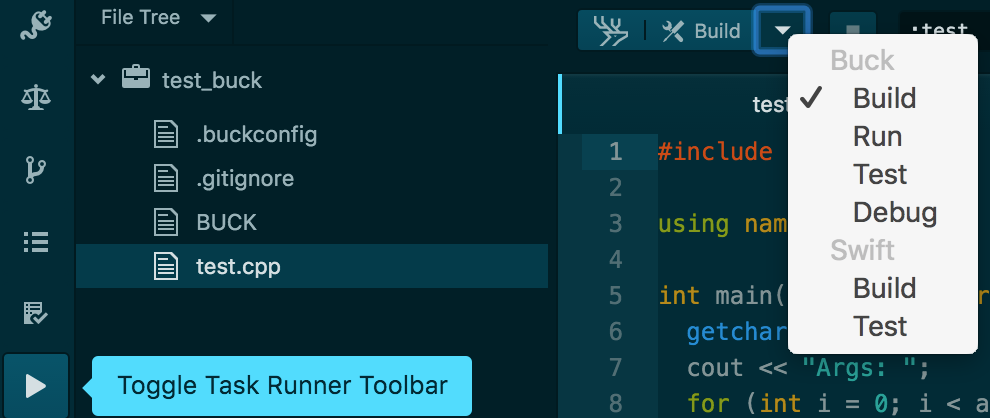 File Tree
test_buck
.buckconfig
.gitignore
BUCK
test.cpp
Toggle Task Runner Toolbar
Build
:test
Buck
Build
Run
Test
Debug
Swift
Build
Test
1 #include
2
3 using
4
5 int main(
6 getchar
7 cout << "Args: ";
8 for (int i = 0; i <